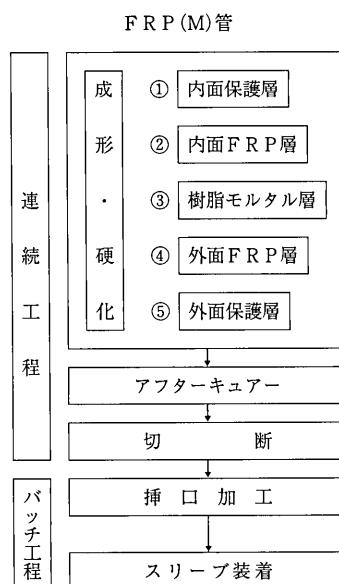 FRP(M)管
連続工程
成形・硬化
① 内面保護層
② 内面FRP層
③ 樹脂モルタル層
④ 外面FRP層
⑤ 外面保護層
アフターキュアー
切断
バッチ工程
挿口加工
スリーブ装着